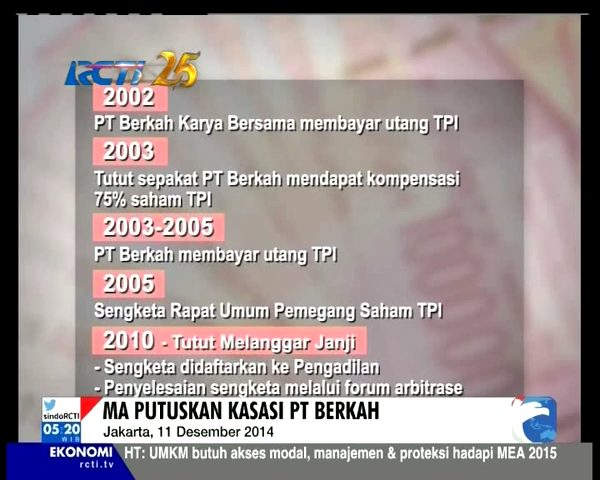 RCTI 25
2002
PT Berkah Karya Bersama membayar utang TPI
2003
Tutut sepakat PT Berkah mendapat kompensasi
75% saham TPI
2003-2005
PT Berkah membayar utang TPI
2005
Sengketa Rapat Umum Pemegang Saham TPI
2010 - Tutut Melanggar Janji
- Sengketa didaftarkan ke Pengadilan
- Penyelesaian sengketa melalui forum arbitrase
sindoRCTI
05:20
WIB
MA PUTUSKAN KASASI PT BERKAH
Jakarta, 11 Desember 2014
EKONOMI
rcti.tv
HT: UMKM butuh akses modal, manajemen & proteksi hadapi MEA 2015